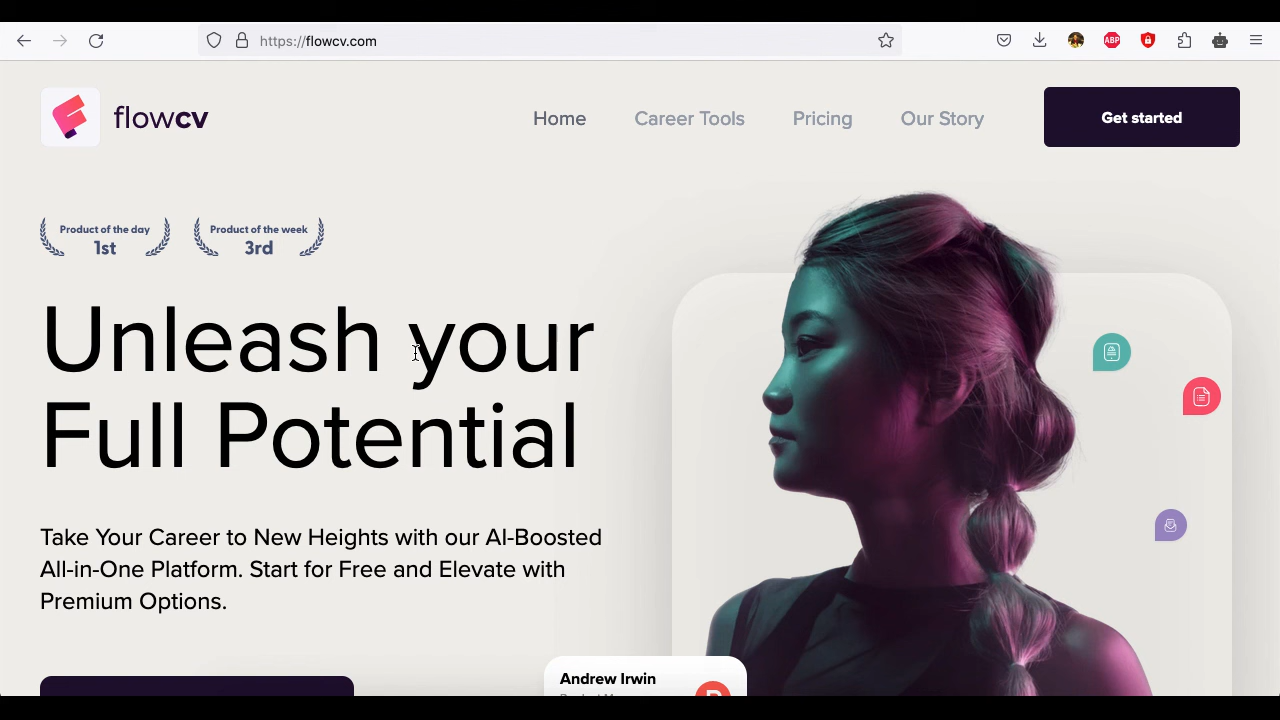 https://flowcv.com
ABP
flowcv
Home
Career Tools
Pricing
Our Story
Get started
Product of the day
1st
Product of the week
3rd
Unleash your
Full Potential
Take Your Career to New Heights with our AI-Boosted
All-in-One Platform. Start for Free and Elevate with
Premium Options.
Andrew Irwin